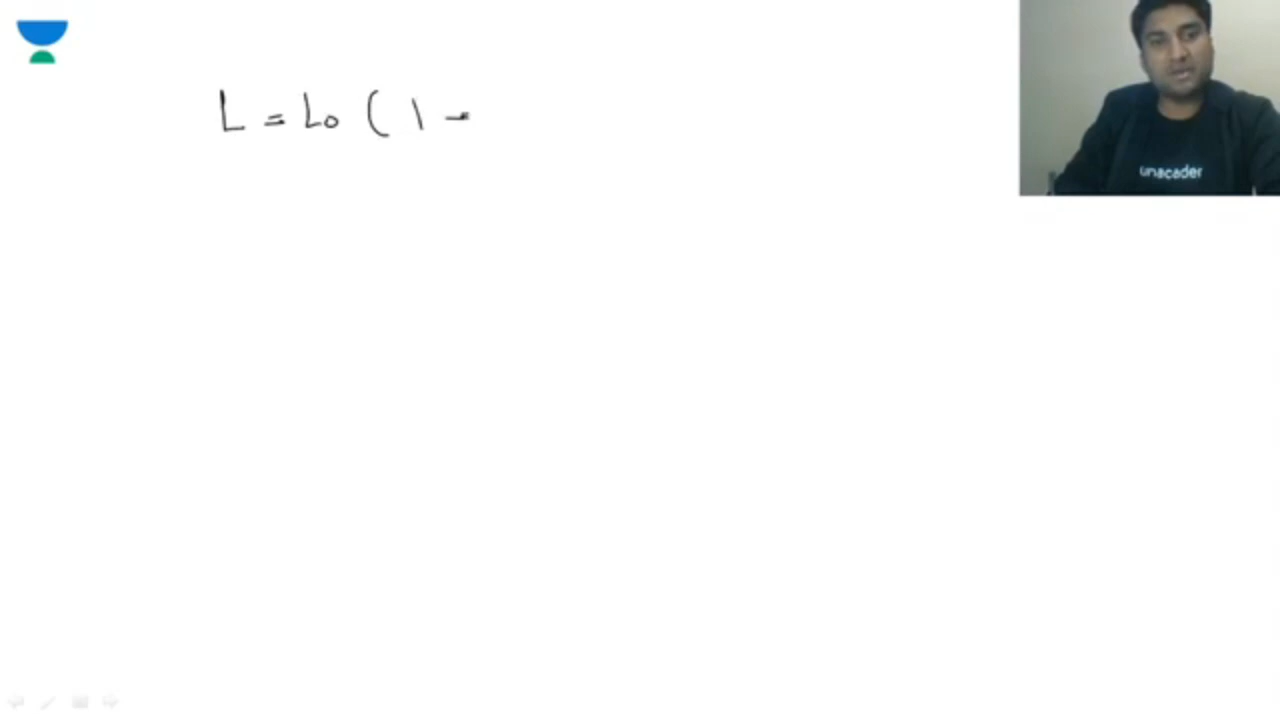 L = Lo ( 1 -
unacader